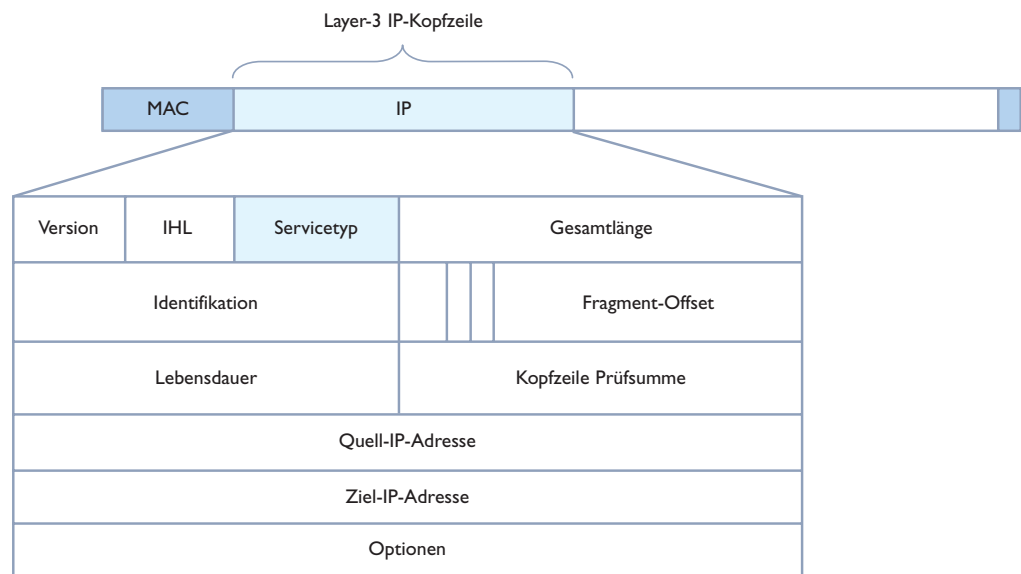 Layer-3 IP-Kopfzeile
MAC
IP
Version
IHL
Servicetyp
Gesamtlänge
Identifikation
Fragment-Offset
Lebensdauer
Kopfzeile Prüfsumme
Quell-IP-Adresse
Ziel-IP-Adresse
Optionen